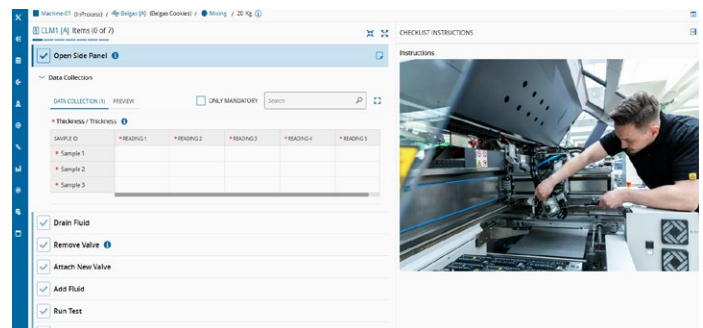 Machine-01 (InProcess) / Belgas [A] (Delgas Cookies) / Mixing / 20 Kg
CLM1 [A] Items (0 of 7)
CHECKLIST INSTRUCTIONS
Open Side Panel
Instructions
Data Collection
DATA COLLECTION (1) PREVIEW ONLY MANDATORY Search
* Thickness / Thickness
SAMPLE ID * READING 1 * READING 2 * READING 3 * READING 4 * READING 5
* Sample 1
* Sample 2
* Sample 3
Drain Fluid
Remove Valve
Attach New Valve
Add Fluid
Run Test